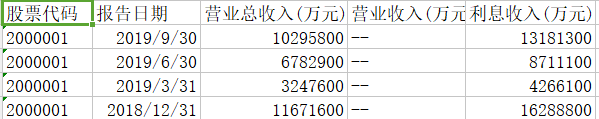 股票代码 报告日期 营业总收入(万元) 营业收入(万元) 利息收入(万元)
2000001 2019/9/30 10295800 -- 13181300
2000001 2019/6/30 6782900 -- 8711100
2000001 2019/3/31 3247600 -- 4266100
2000001 2018/12/31 11671600 -- 16288800